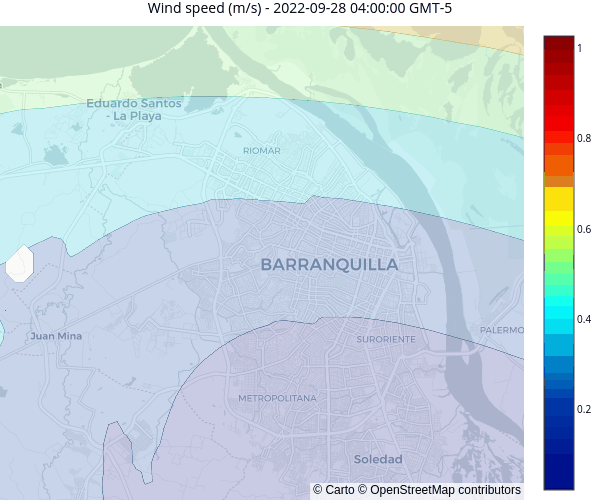 Wind speed (m/s) - 2022-09-28 04:00:00 GMT-5
1
Eduardo Santos
- La Playa
0.8
RIOMAR
0.6
BARRANQUILLA
0.4
PALERMO
Juan Mina
SURORIENTE
METROPOLITANA
0.2
Soledad
© Carto © OpenStreetMap contributors